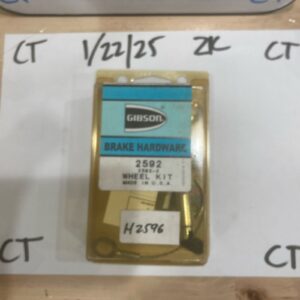 CT 1/22/25 ZK CT
GIBSON
BRAKE HARDWARE
2592
WHEEL KIT
MADE IN U.S.A.
H2596
CT CT